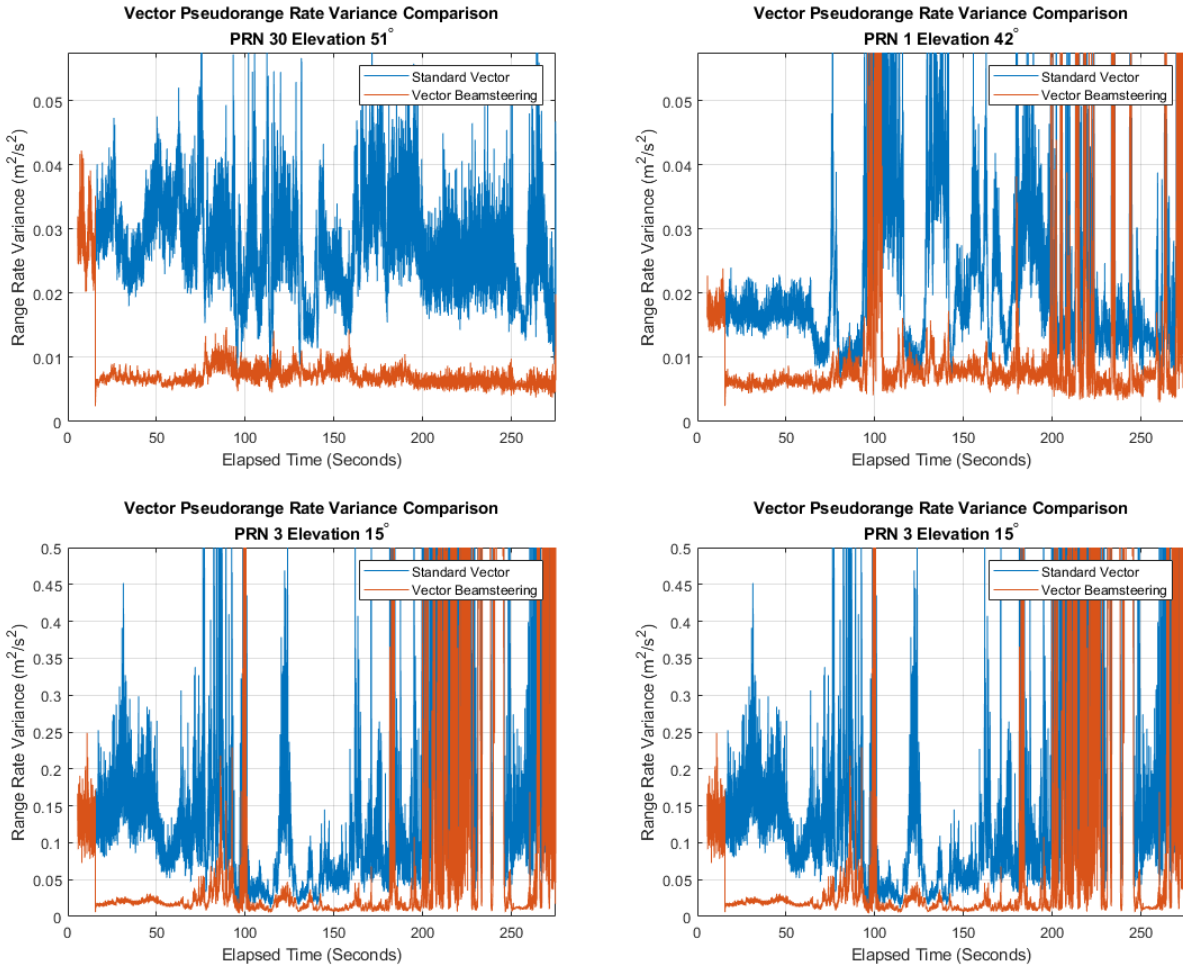 Vector Pseudorange Rate Variance Comparison
PRN 30 Elevation 51°
Standard Vector
Vector Beamsteering
0.05
0.04
0.03
0.02
0.01
0
Range Rate Variance (m²/s²)
0 50 100 150 200 250
Elapsed Time (Seconds)
Vector Pseudorange Rate Variance Comparison
PRN 1 Elevation 42°
Standard Vector
Vector Beamsteering
0.05
0.04
0.03
0.02
0.01
0
Range Rate Variance (m²/s²)
0 50 100 150 200 250
Elapsed Time (Seconds)
Vector Pseudorange Rate Variance Comparison
PRN 3 Elevation 15°
Standard Vector
Vector Beamsteering
0.5
0.45
0.4
0.35
0.3
0.25
0.2
0.15
0.1
0.05
0
Range Rate Variance (m²/s²)
0 50 100 150 200 250
Elapsed Time (Seconds)
Vector Pseudorange Rate Variance Comparison
PRN 3 Elevation 15°
Standard Vector
Vector Beamsteering
0.5
0.45
0.4
0.35
0.3
0.25
0.2
0.15
0.1
0.05
0
Range Rate Variance (m²/s²)
0 50 100 150 200 250
Elapsed Time (Seconds)